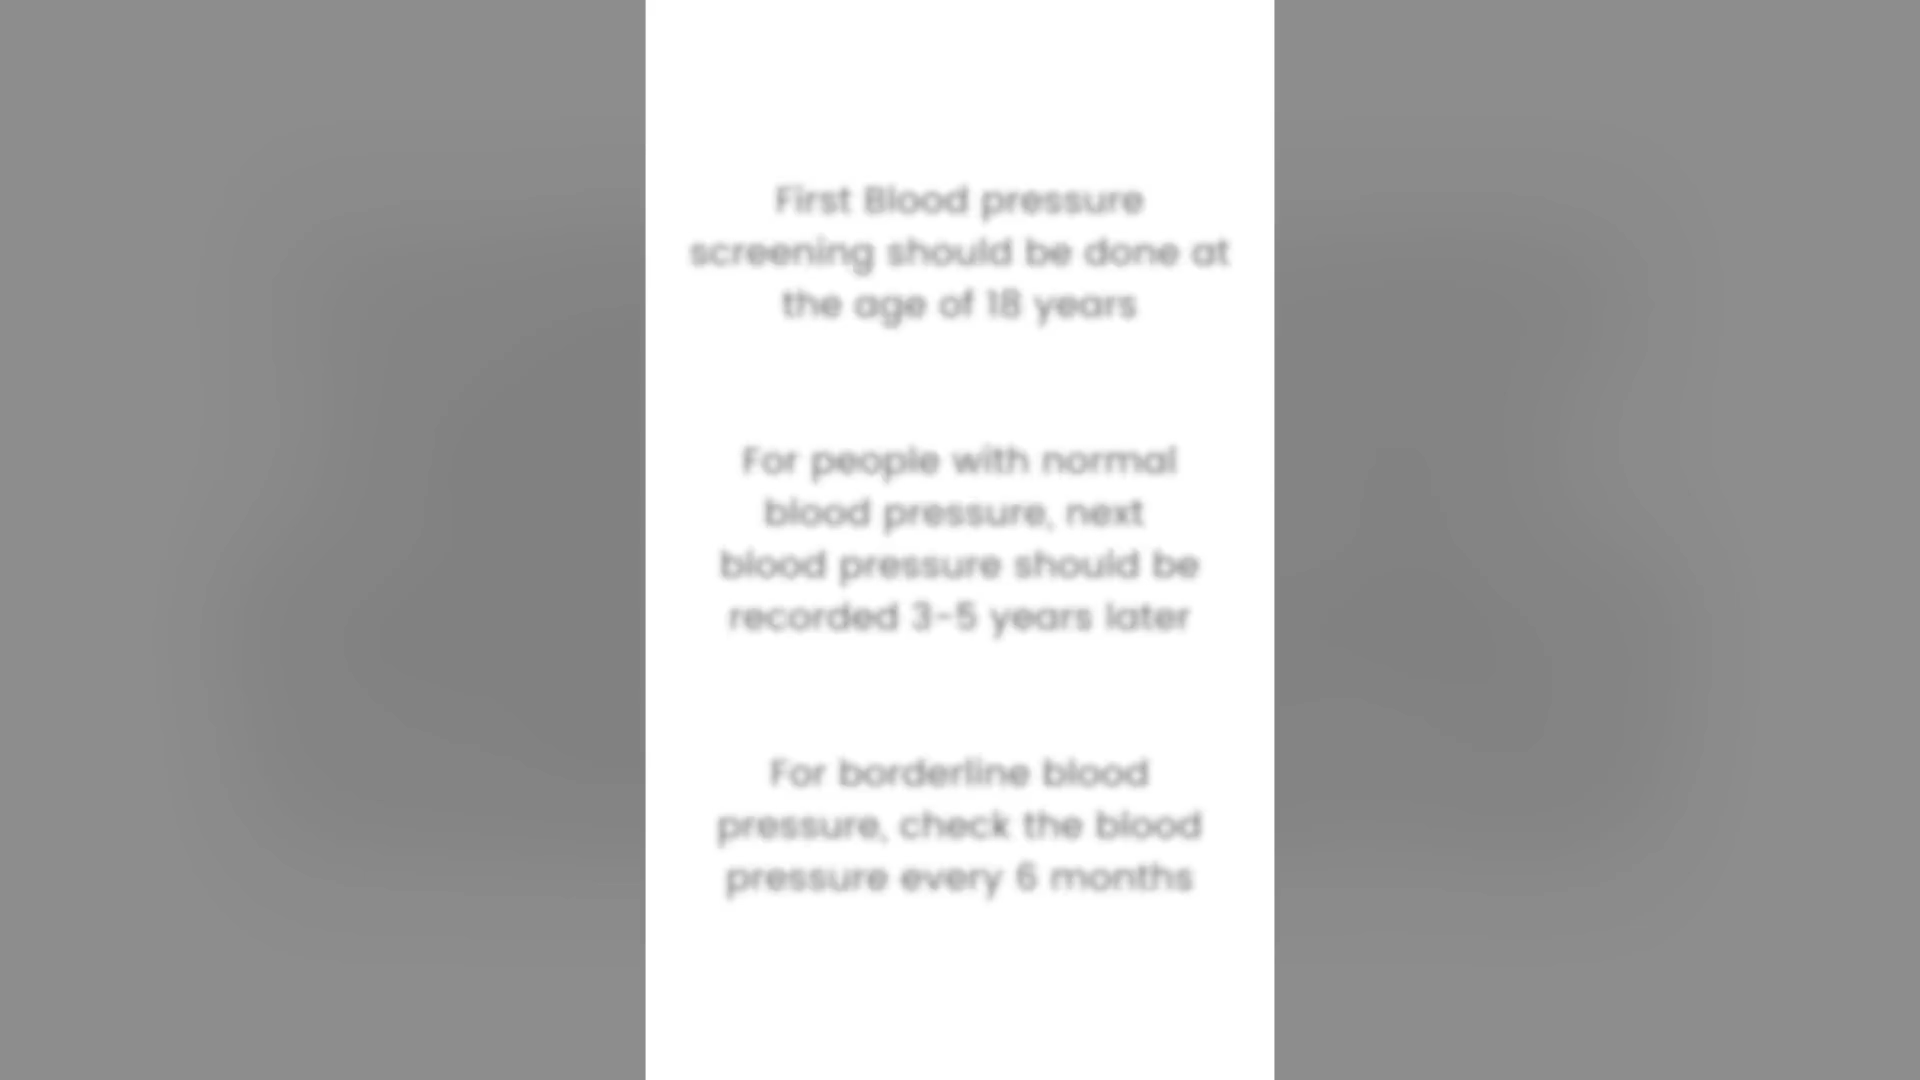 First Blood pressure
screening should be done at
the age of 18 years
For people with normal
blood pressure, next
blood pressure should be
recorded 3-5 years later
For borderline blood
pressure, check the blood
pressure every 6 months